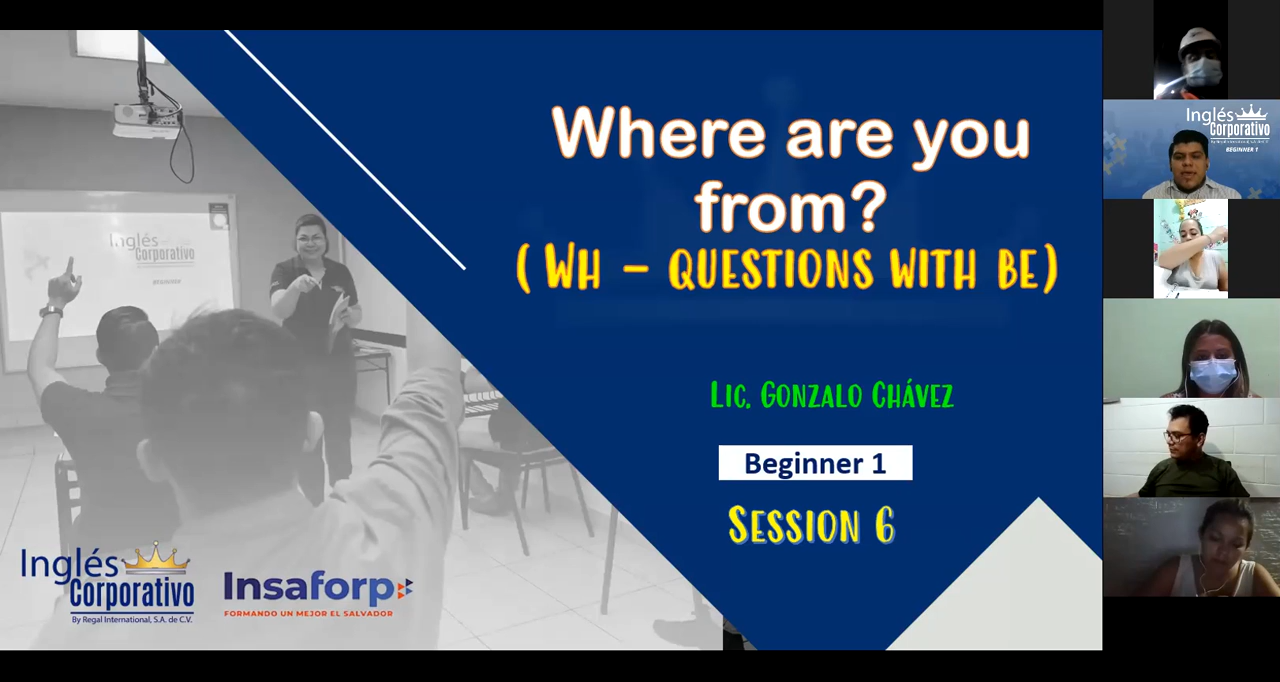 Where are you
from?
( Wh – questions with be)
Lic. Gonzalo Chávez
Beginner 1
Session 6
Inglés
Corporativo
By Regal International, S.A. de C.V.
Insaforp
FORMANDO UN MEJOR EL SALVADOR
Inglés
Corporativo
Inglés
Corporativo
BEGINNER 1